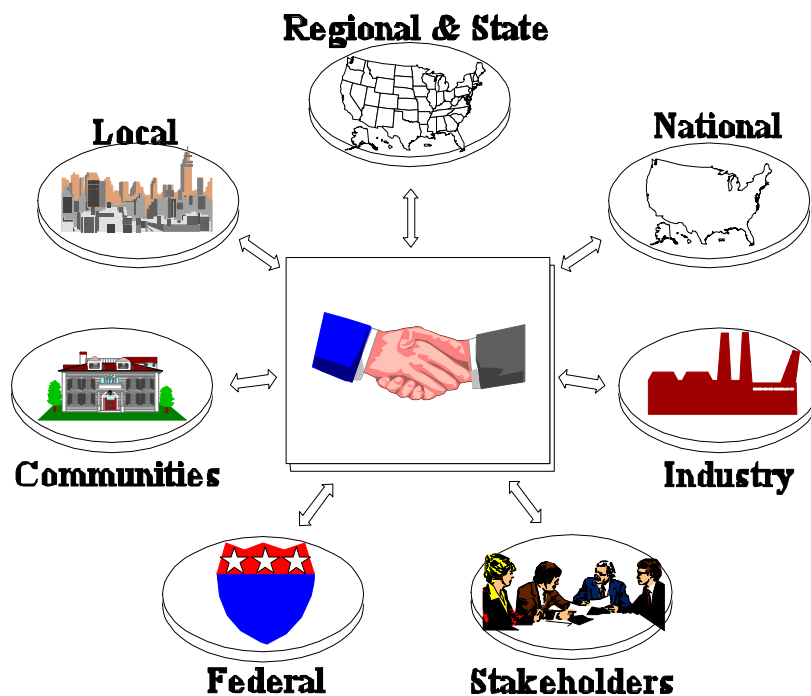 Regional & State
Local
National
Communities
Industry
Federal
Stakeholders